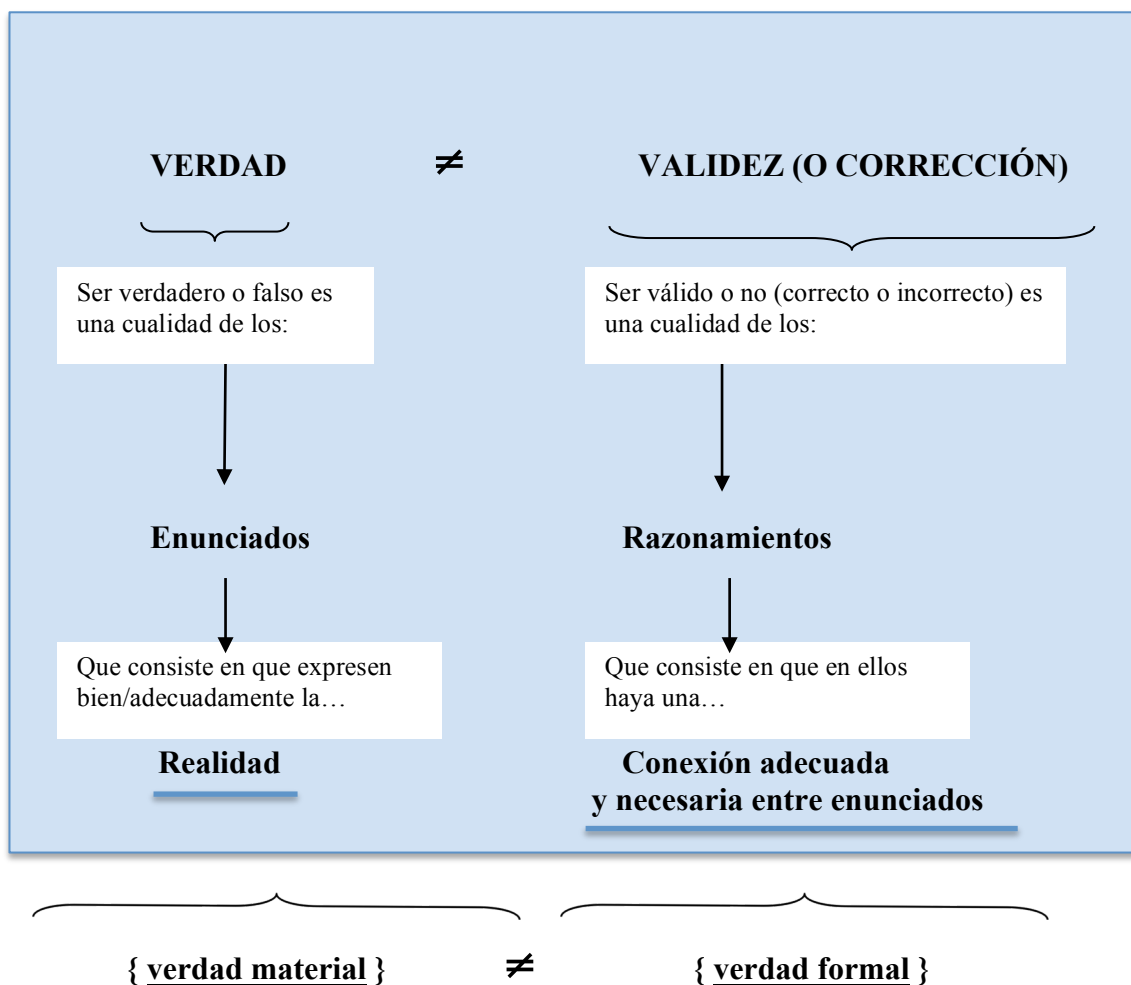 VERDAD ≠ VALIDEZ (O CORRECCIÓN)
Ser verdadero o falso es
una cualidad de los:
Ser válido o no (correcto o incorrecto) es
una cualidad de los:
Enunciados
Razonamientos
Que consiste en que expresen
bien/adecuadamente la…
Que consiste en que en ellos
haya una…
Realidad
Conexión adecuada
y necesaria entre enunciados
{ verdad material } ≠ { verdad formal }